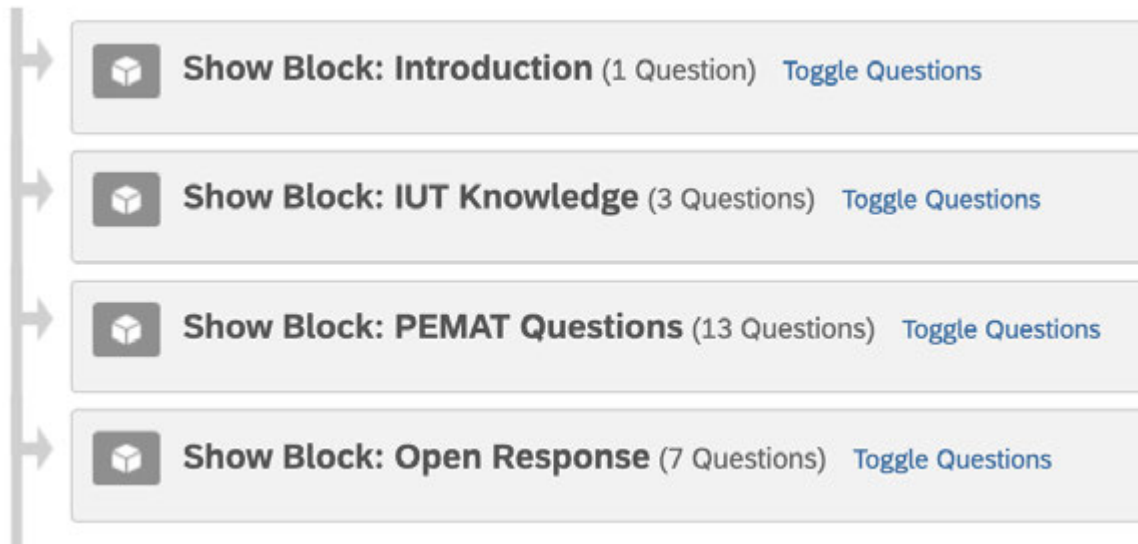 Show Block: Introduction (1 Question) Toggle Questions
Show Block: IUT Knowledge (3 Questions) Toggle Questions
Show Block: PEMAT Questions (13 Questions) Toggle Questions
Show Block: Open Response (7 Questions) Toggle Questions